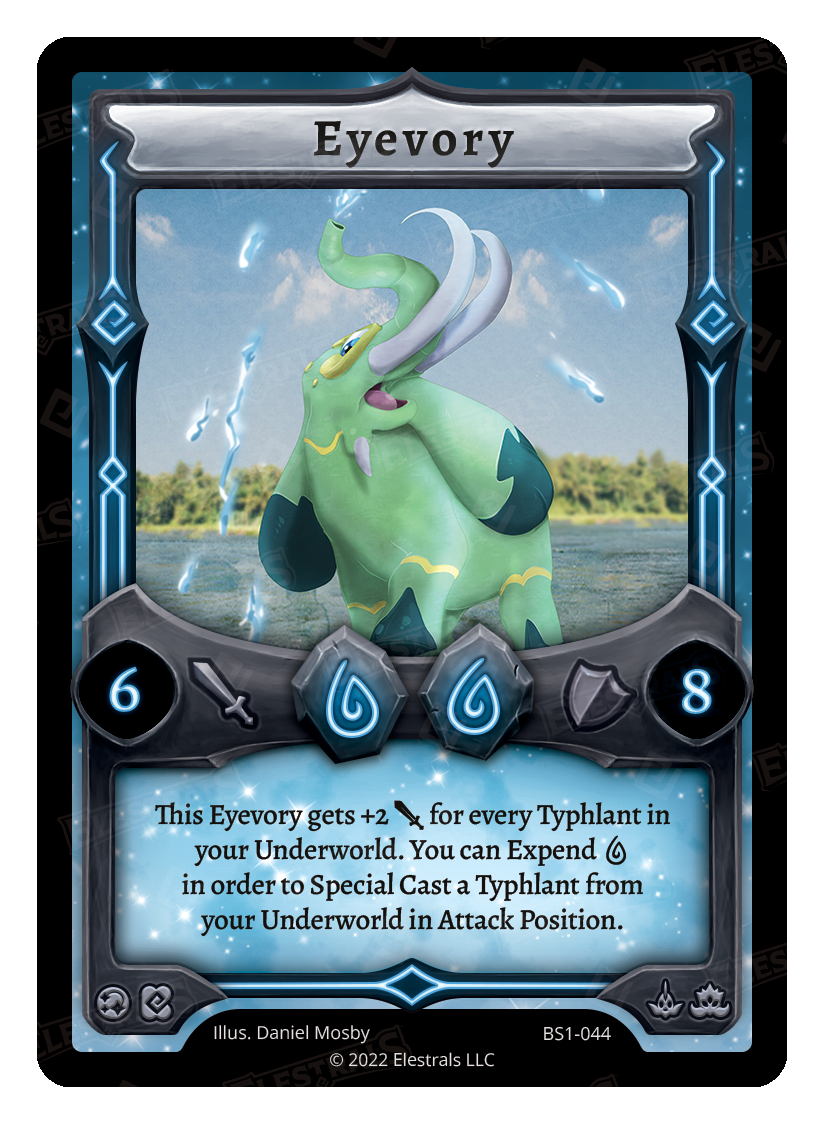 Eyevory
6
8
This Eyevory gets +2 for every Typhlant in
your Underworld. You can Expend
in order to Special Cast a Typhlant from
your Underworld in Attack Position.
Illus. Daniel Mosby
BS1-044
© 2022 Elestrals LLC